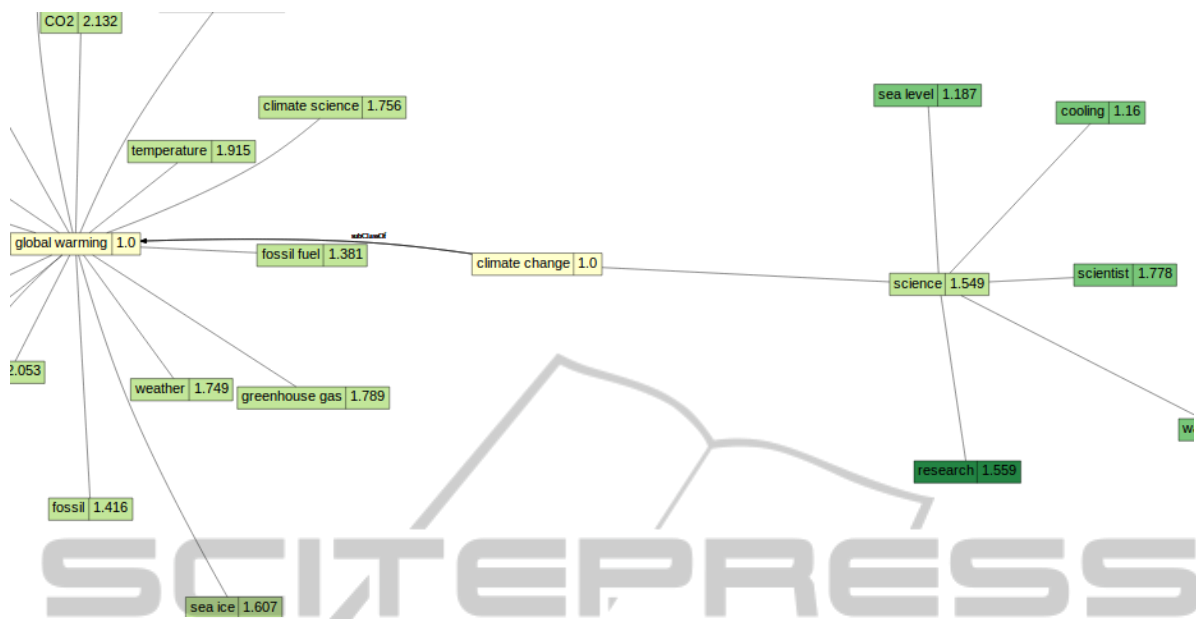 CO2 2.132
climate science 1.756
sea level 1.187
cooling 1.16
temperature 1.915
subClassOf
global warming 1.0
fossil fuel 1.381
climate change 1.0
scientist 1.778
science 1.549
2.053
weather 1.749
greenhouse gas 1.789
research 1.559
fossil 1.416
SCITEPRESS
sea ice 1.607